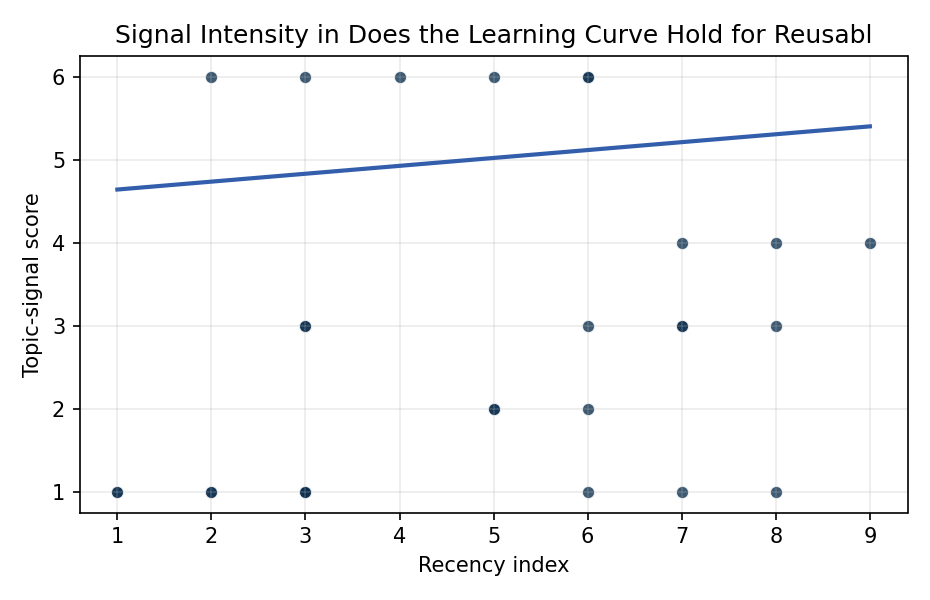 Signal Intensity in Does the Learning Curve Hold for Reusabl
6
5
4
3
2
1
Topic-signal score
1 2 3 4 5 6 7 8 9
Recency index